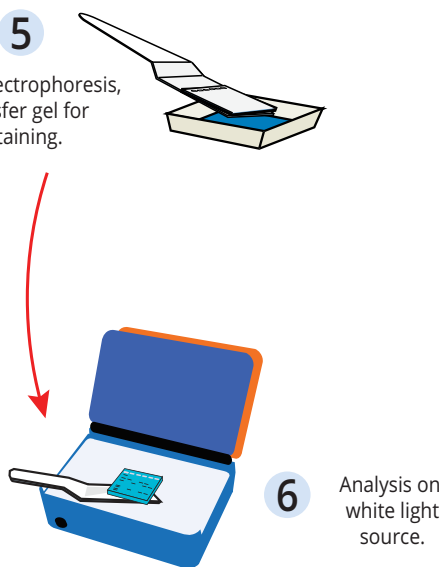 5
ectrophoresis,
sfer gel for
taining.
6
Analysis on
white light
source.